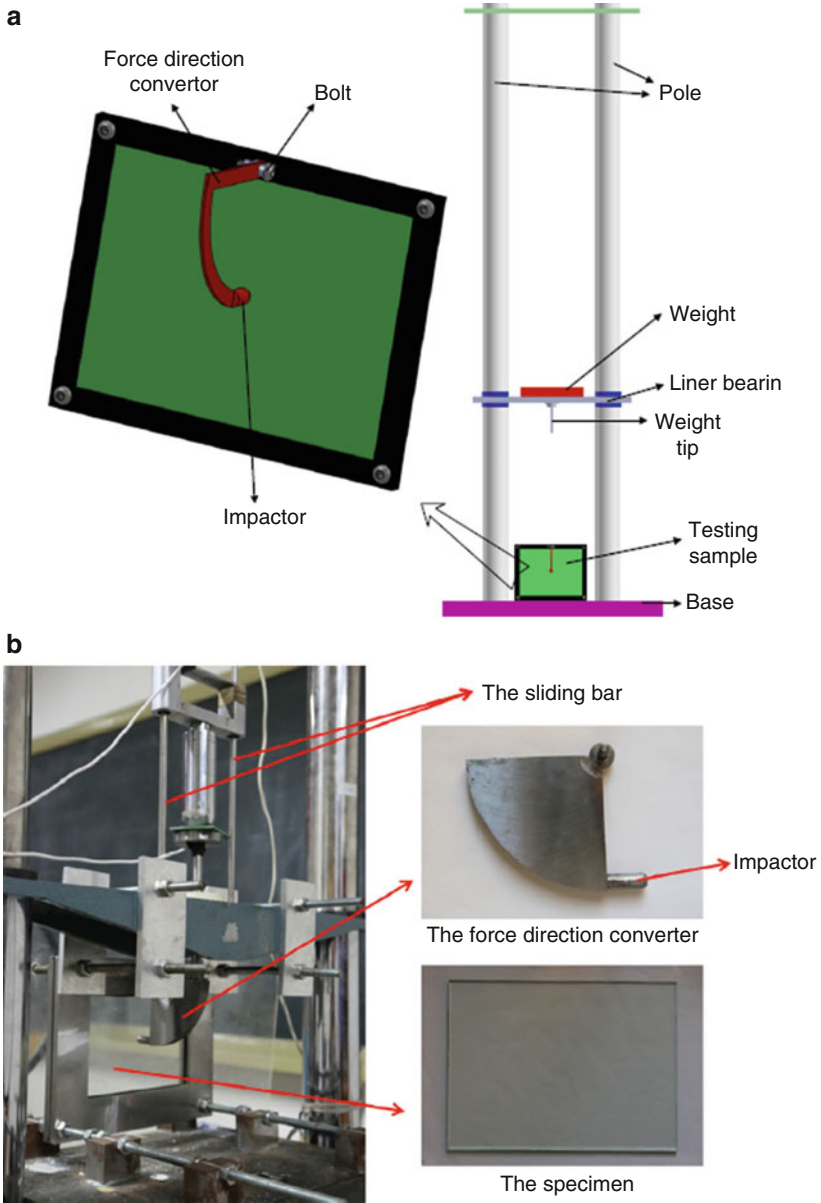 a
Force direction
convertor
Bolt
Pole
Weight
Liner bearin
Weight
tip
Impactor
Testing
sample
Base
b
The sliding bar
Impactor
The force direction converter
The specimen